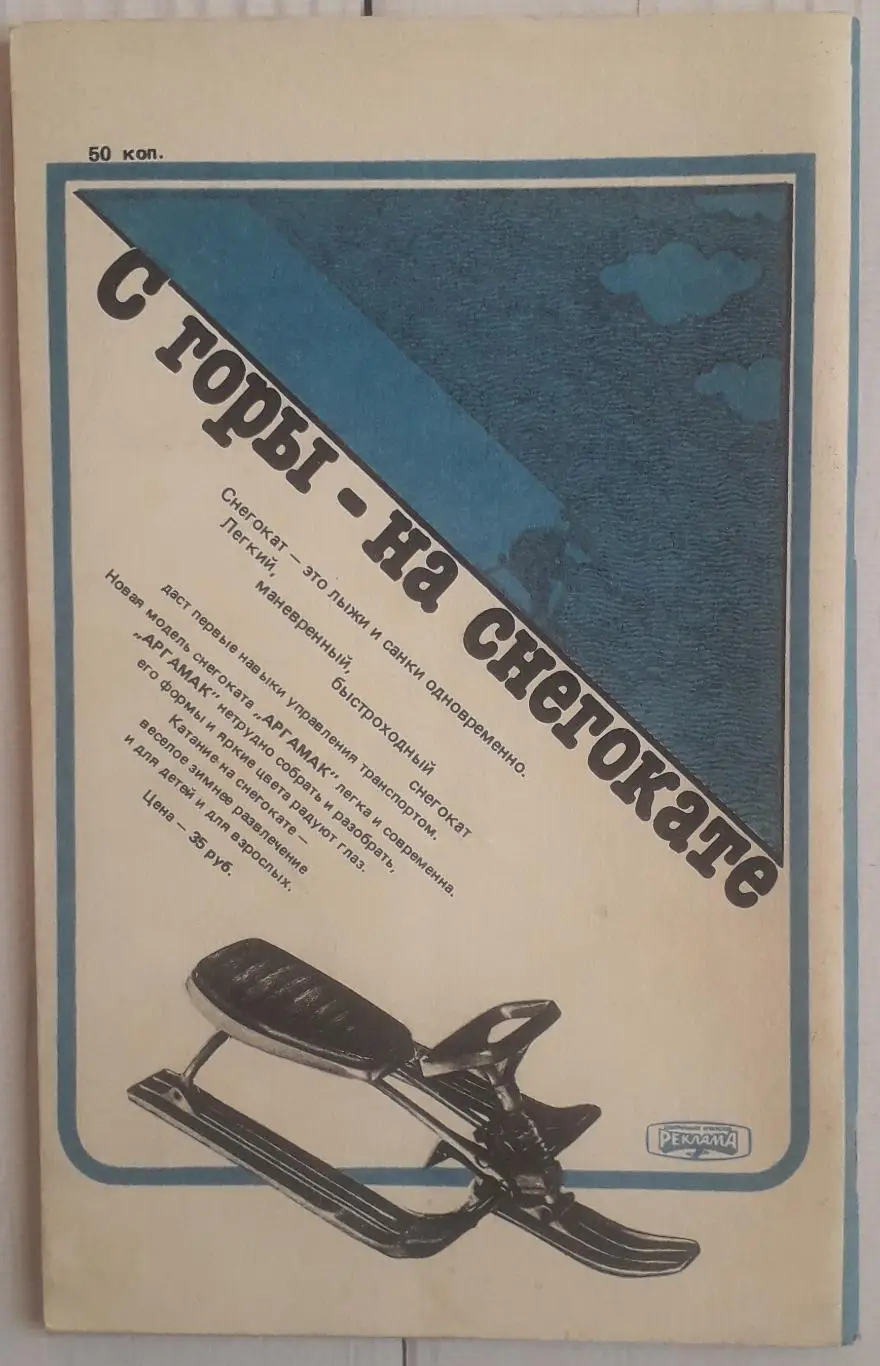 50 коп.
С горы - на снегокате
Снегокат — это лыжи и санки одновременно.
Легкий,
маневренный,
быстроходный
снегокат
даст первые навыки управления транспортом.
Новая модель снегоката „АРГАМАК" легка и современна.
„АРГАМАК" нетрудно собрать и разобрать,
его формы и яркие цвета радуют глаз.
Катание на снегокате —
веселое зимнее развлечение
и для детей и для взрослых.
Цена — 35 руб.
РЕКЛАМА